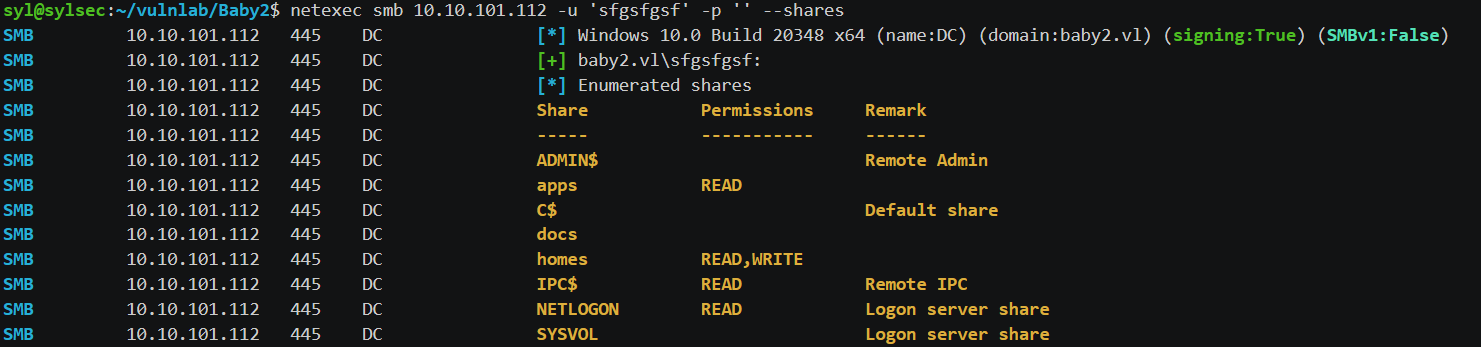 syl@sylsec:~/vulnlab/Baby2$ netexec smb 10.10.101.112 -u 'sfgsfgsf' -p '' --shares
SMB 10.10.101.112 445 DC [*] Windows 10.0 Build 20348 x64 (name:DC) (domain:baby2.vl) (signing:True) (SMBv1:False)
SMB 10.10.101.112 445 DC [+] baby2.vl\sfgsfgsf:
SMB 10.10.101.112 445 DC [*] Enumerated shares
SMB 10.10.101.112 445 DC Share Permissions Remark
SMB 10.10.101.112 445 DC ----- ----------- ------
SMB 10.10.101.112 445 DC ADMIN$ Remote Admin
SMB 10.10.101.112 445 DC apps READ
SMB 10.10.101.112 445 DC C$ Default share
SMB 10.10.101.112 445 DC docs
SMB 10.10.101.112 445 DC homes READ,WRITE
SMB 10.10.101.112 445 DC IPC$ READ Remote IPC
SMB 10.10.101.112 445 DC NETLOGON READ Logon server share
SMB 10.10.101.112 445 DC SYSVOL Logon server share